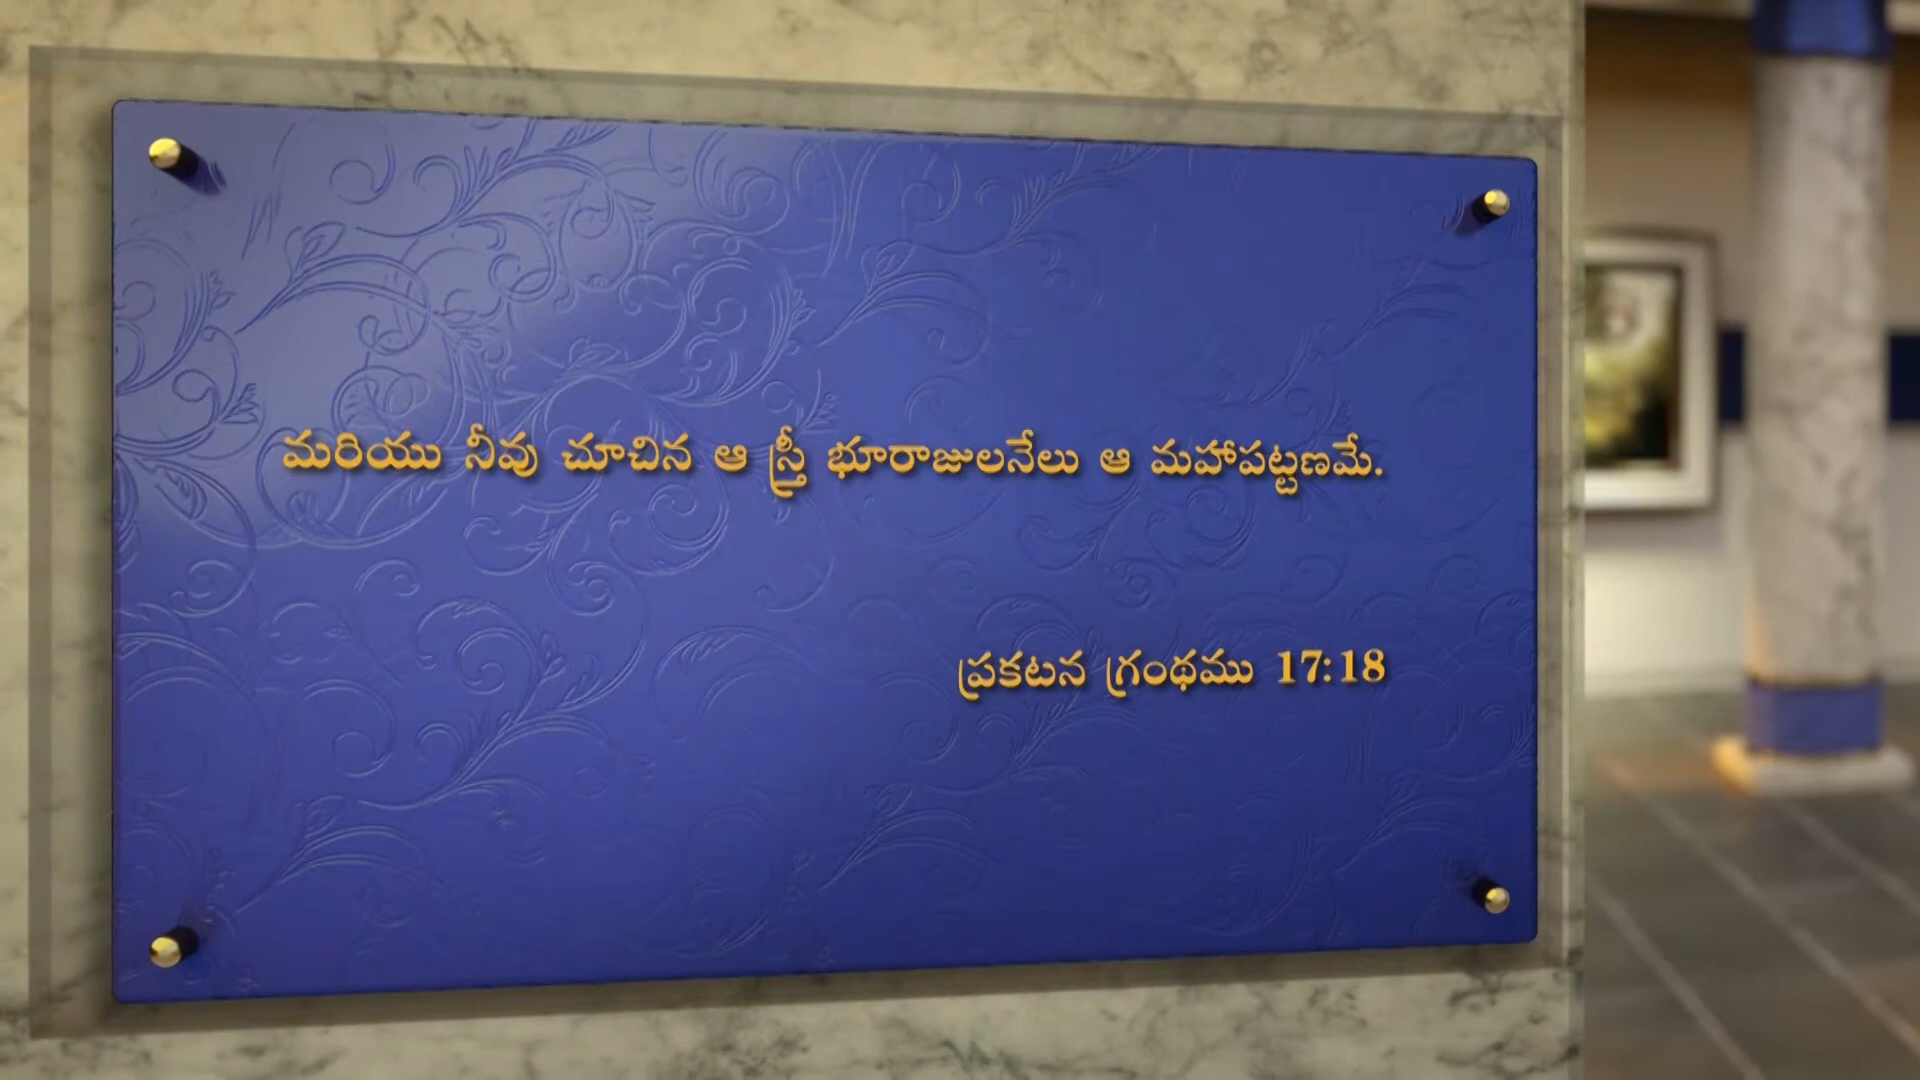 మరియు నీవు చూచిన ఆ స్త్రీ భూరాజులనేలు ఆ మహాపట్టణమే.
ప్రకటన గ్రంథము 17:18